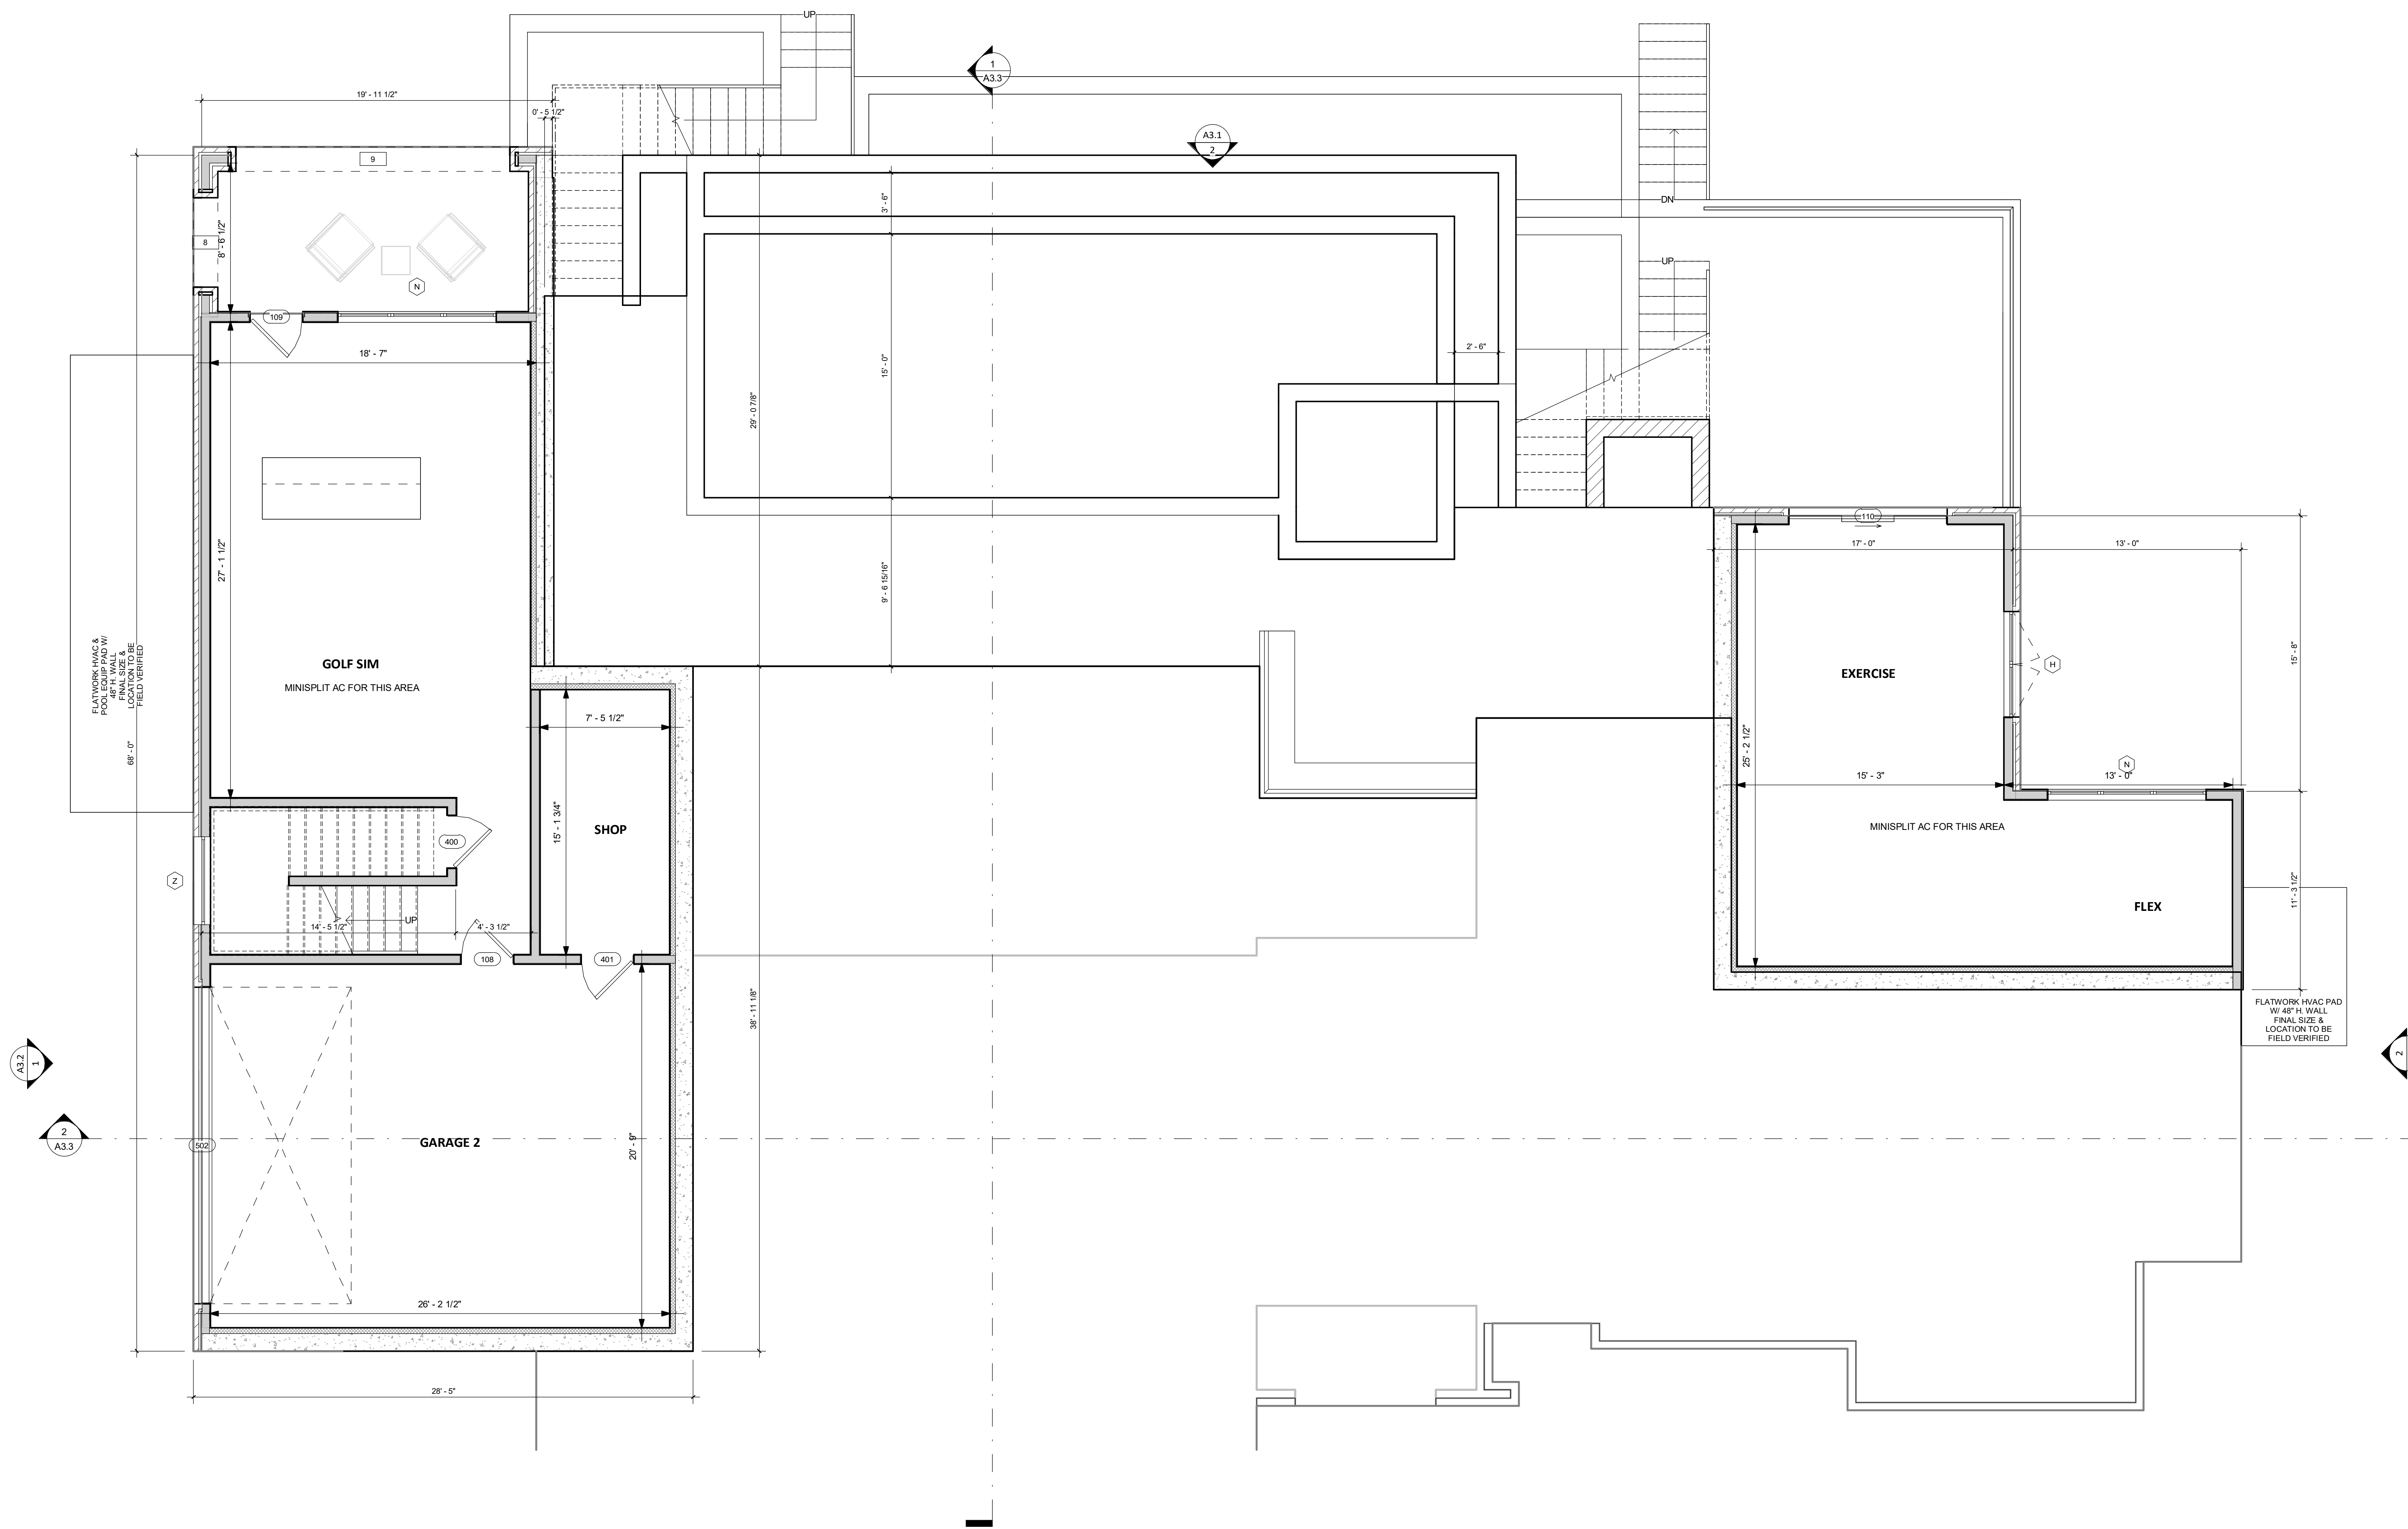 UP
1
A3.3
19' - 11 1/2"
0' - 5 1/2"
A3.1
2
9
8
8' - 6 1/2"
N
3' - 6"
DN
UP
109
18' - 7"
2' - 6"
15' - 0"
29' - 0 7/8"
27' - 1 1/2"
110
17' - 0"
13' - 0"
9' - 6 15/16"
FLATWORK HVAC &
POOL EQUIP PAD W/
48" H. WALL
FINAL SIZE &
LOCATION TO BE
FIELD VERIFIED
68' - 0"
GOLF SIM
MINISPLIT AC FOR THIS AREA
7' - 5 1/2"
EXERCISE
H
15' - 8"
25' - 2 1/2"
15' - 3"
N
13' - 0"
15' - 1 3/4"
SHOP
MINISPLIT AC FOR THIS AREA
400
Z
UP
14' - 5 1/2"
4' - 3 1/2"
11' - 3 1/2"
FLEX
108
401
38' - 11 1/8"
FLATWORK HVAC PAD
W/ 48" H. WALL
FINAL SIZE &
LOCATION TO BE
FIELD VERIFIED
A3.2
1
2
2
A3.3
502
GARAGE 2
20' - 9"
26' - 2 1/2"
28' - 5"